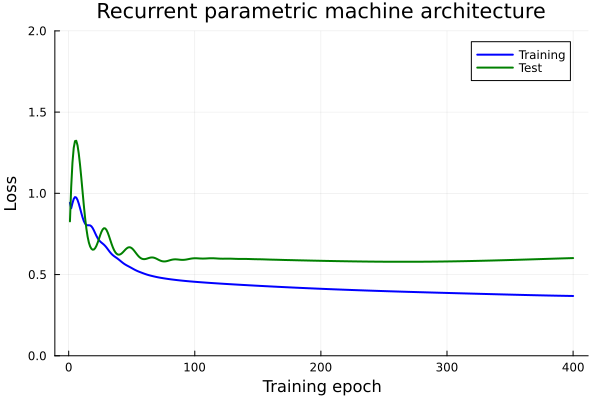 Recurrent parametric machine architecture
Training
Test
Loss
2.0
1.5
1.0
0.5
0.0
0
100
200
300
400
Training epoch